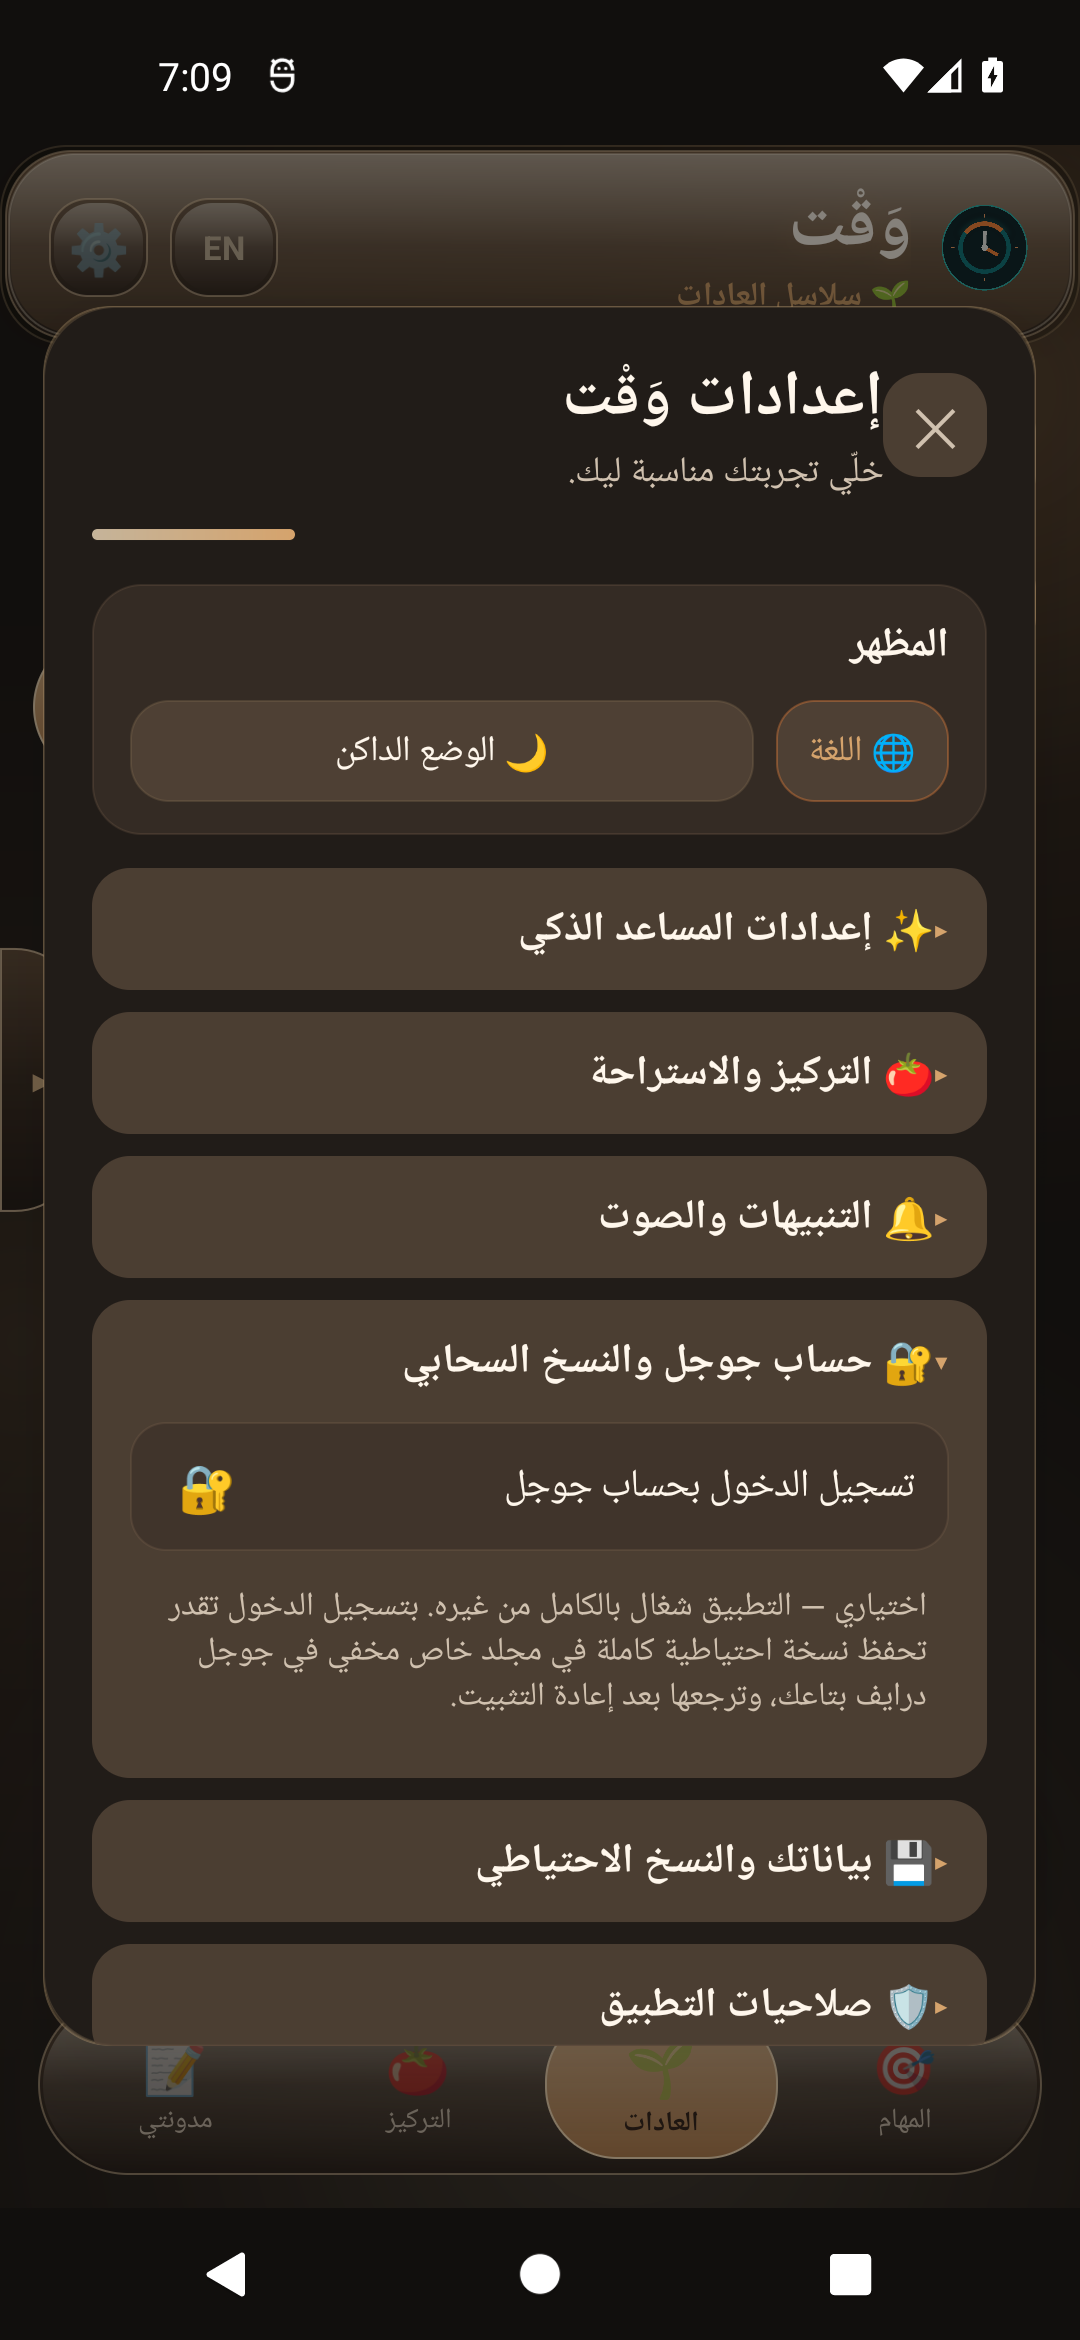 7:09
وَقْت
EN
🌱 سلاسل العادات
إعدادات وَقْت
خلّي تجربتك مناسبة ليك.
المظهر
🌐 اللغة
🌙 الوضع الداكن
✨ إعدادات المساعد الذكي
🍅 التركيز والاستراحة
🔔 التنبيهات والصوت
🔐 حساب جوجل والنسخ السحابي
تسجيل الدخول بحساب جوجل 🔐
اختياري — التطبيق شغال بالكامل من غيره. بتسجيل الدخول تقدر
تحفظ نسخة احتياطية كاملة في مجلد خاص مخفي في جوجل
درايف بتاعك، وترجعها بعد إعادة التثبيت.
💾 بياناتك والنسخ الاحتياطي
🛡️ صلاحيات التطبيق
المهام
العادات
التركيز
مدونتي